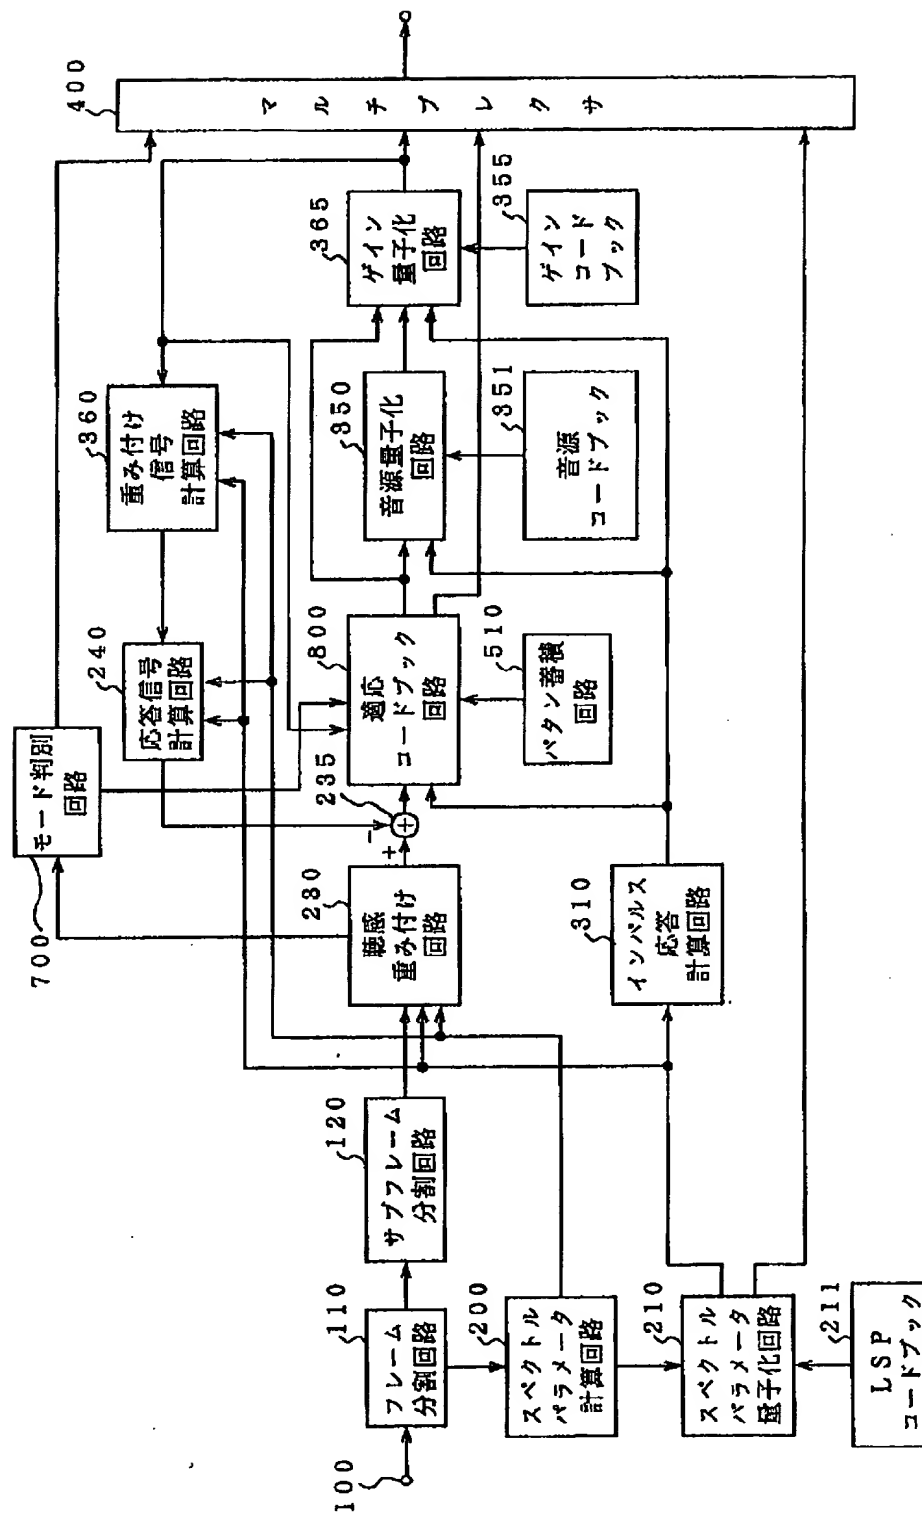 100
110
フレーム
分割回路
120
サブフレーム
分割回路
200
スペクトル
パラメータ
計算回路
210
スペクトル
パラメータ
量子化回路
211
LSP
コードブック
700
モード判別
回路
230
聴感
重み付け
回路
+
-
235
240
応答信号
計算回路
310
インパルス
応答
計算回路
360
重み付け
信号
計算回路
800
適応
コードブック
回路
510
パタン蓄積
回路
350
音源量子化
回路
351
音源
コードブック
365
ゲイン
量子化
回路
355
ゲイン
コード
ブック
400
マルチプレクサ